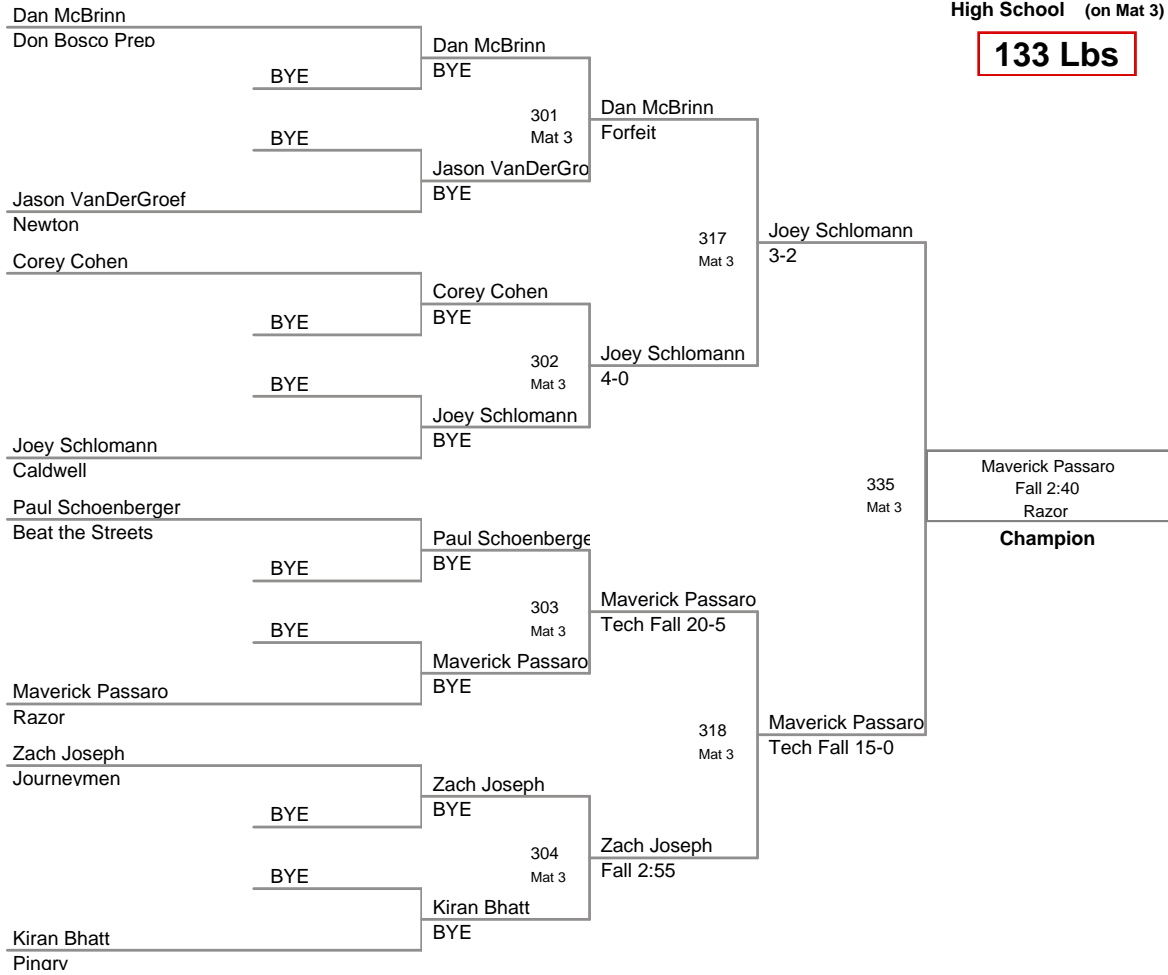 High School (on Mat 3)
133 Lbs
Dan McBrinn
Don Bosco Prep
BYE
BYE
Jason VanDerGroef
Newton
Corey Cohen
BYE
BYE
Joey Schlomann
Caldwell
Paul Schoenberger
Beat the Streets
BYE
BYE
Maverick Passaro
Razor
Zach Joseph
Journeymen
BYE
BYE
Kiran Bhatt
Pingry
Dan McBrinn
BYE
301
Mat 3
Jason VanDerGro
BYE
Corey Cohen
BYE
302
Mat 3
Joey Schlomann
BYE
Paul Schoenberge
BYE
303
Mat 3
Maverick Passaro
BYE
Zach Joseph
BYE
304
Mat 3
Kiran Bhatt
BYE
Dan McBrinn
Forfeit
317
Mat 3
Joey Schlomann
4-0
Maverick Passaro
Tech Fall 20-5
318
Mat 3
Zach Joseph
Fall 2:55
Joey Schlomann
3-2
335
Mat 3
Maverick Passaro
Tech Fall 15-0
Maverick Passaro
Fall 2:40
Razor
Champion